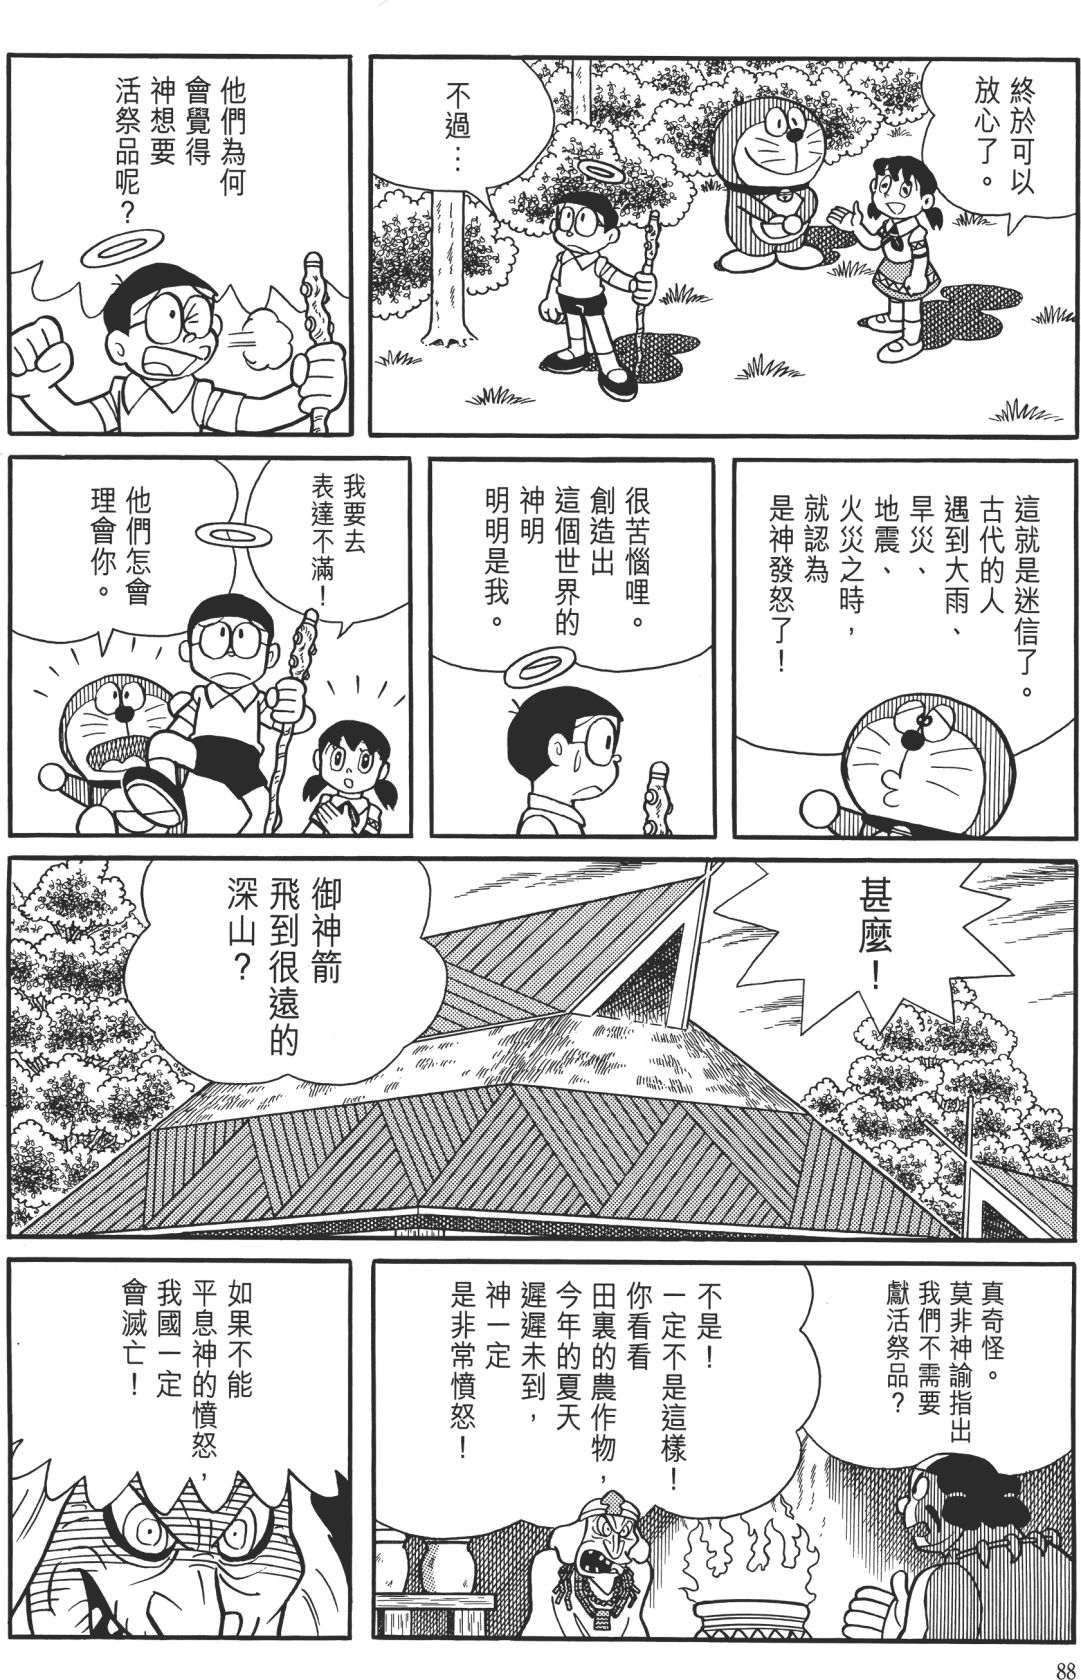 終於可以
放心了。
不過…
他們為何
會覺得
神想要
活祭品呢？
這就是迷信了。
古代的人
遇到大雨、
旱災、
地震、
火災之時，
就認為
是神發怒了！
很苦惱哩。
創造出
這個世界的
神明
明明是我。
我要去
表達不滿！
他們怎會
理會你。
甚麼！
御神箭
飛到很遠的
深山？
真奇怪。
莫非神諭指出
我們不需要
獻活祭品？
不是！
一定不是這樣！
你看看
田裏的農作物，
今年的夏天
遲遲未到，
神一定
是非常憤怒！
如果不能
平息神的憤怒，
我國一定
會滅亡！
88